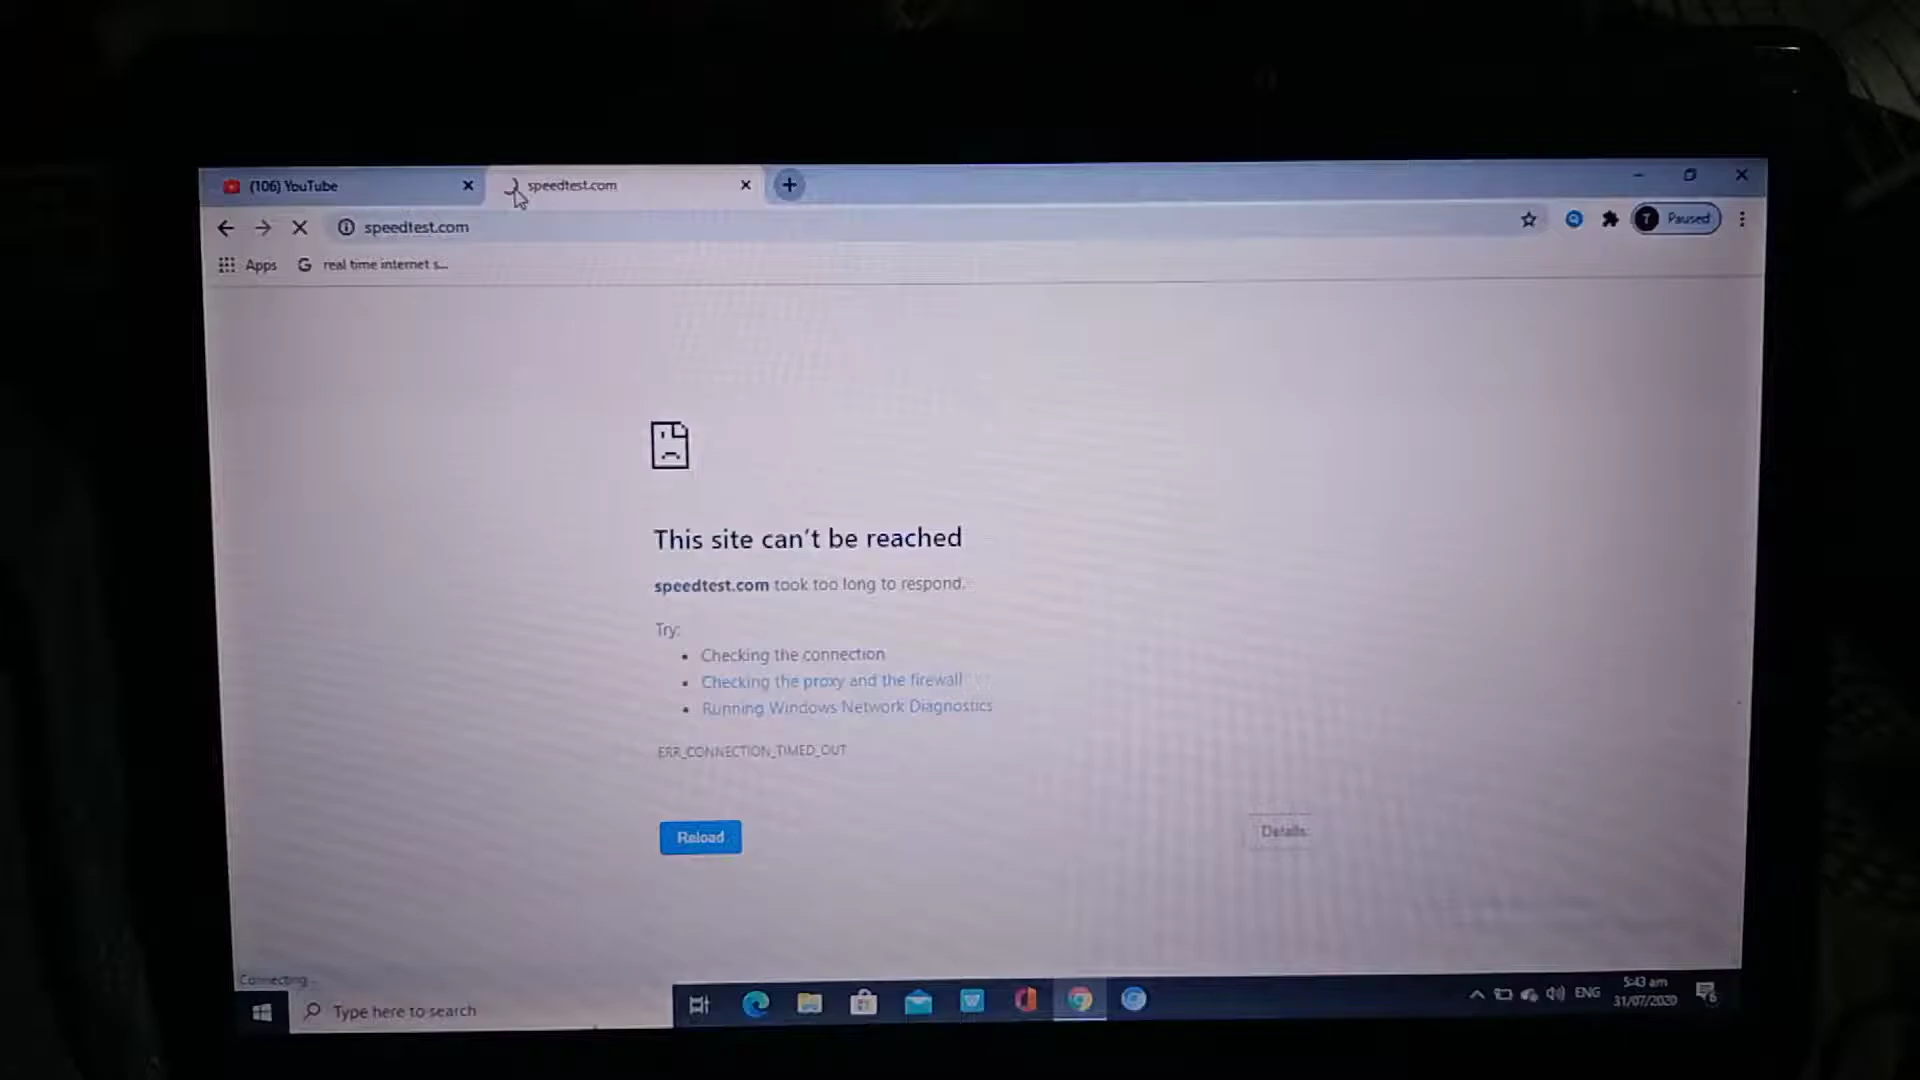 (106) YouTube
speedtest.com
speedtest.com
Paused
Apps
real time internet s...
This site can't be reached
speedtest.com took too long to respond.
Try:
• Checking the connection
• Checking the proxy and the firewall
• Running Windows Network Diagnostics
ERR_CONNECTION_TIMED_OUT
Reload
Details
Connecting...
Type here to search
ENG
5:43 am
31/07/2020
6